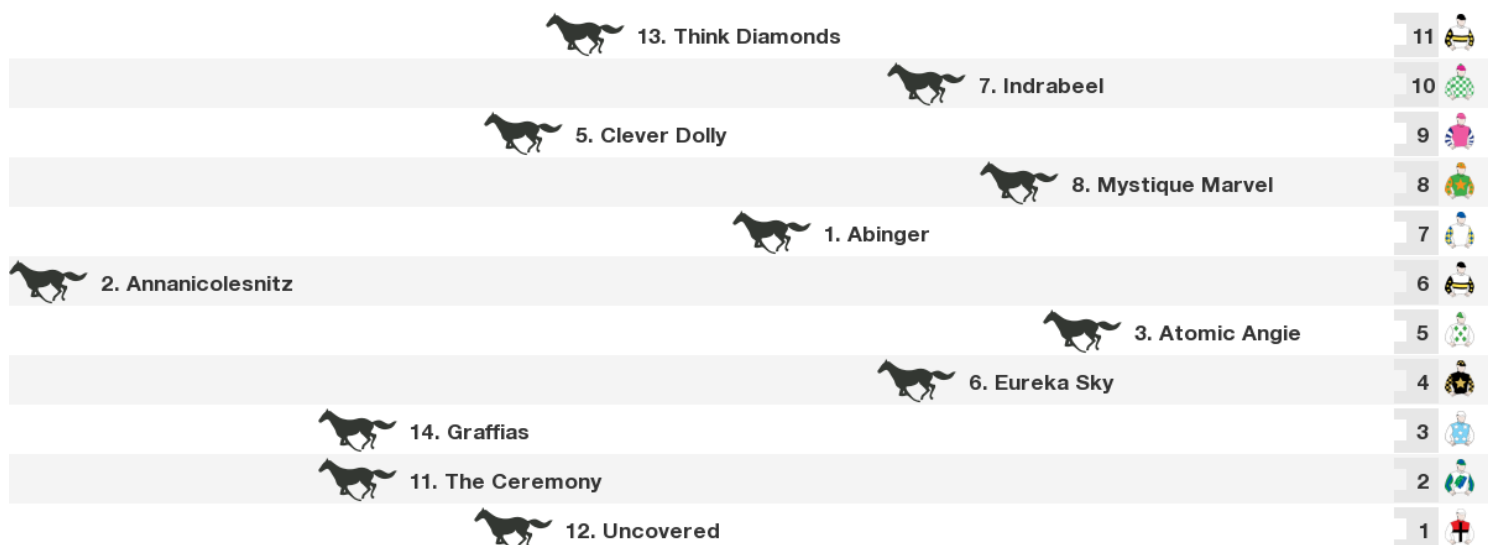 13. Think Diamonds 11
7. Indrabeel 10
5. Clever Dolly 9
8. Mystique Marvel 8
1. Abinger 7
2. Annanicolesnitz 6
3. Atomic Angie 5
6. Eureka Sky 4
14. Graffias 3
11. The Ceremony 2
12. Uncovered 1